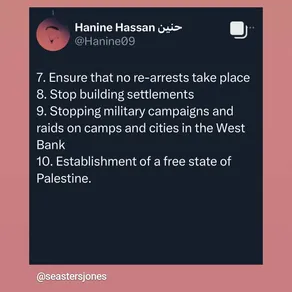 Hanine Hassan حنين
@Hanine09
7. Ensure that no re-arrests take place
8. Stop building settlements
9. Stopping military campaigns and
raids on camps and cities in the West
Bank
10. Establishment of a free state of
Palestine.
@seastersjones